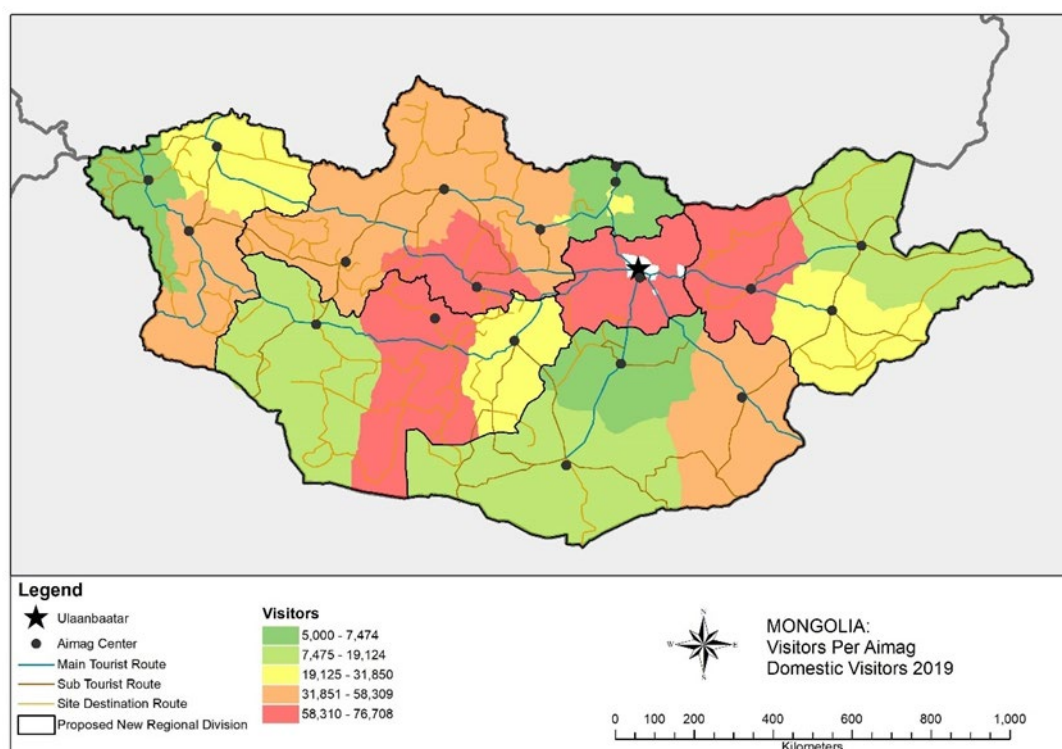 Legend
Ulaanbaatar
Aimag Center
Main Tourist Route
Sub Tourist Route
Site Destination Route
Proposed New Regional Division
Visitors
5,000 - 7,474
7,475 - 19,124
19,125 - 31,850
31,851 - 58,309
58,310 - 76,708
N
W
E
S
MONGOLIA:
Visitors Per Aimag
Domestic Visitors 2019
0 100 200 400 600 800 1,000
Kilometers